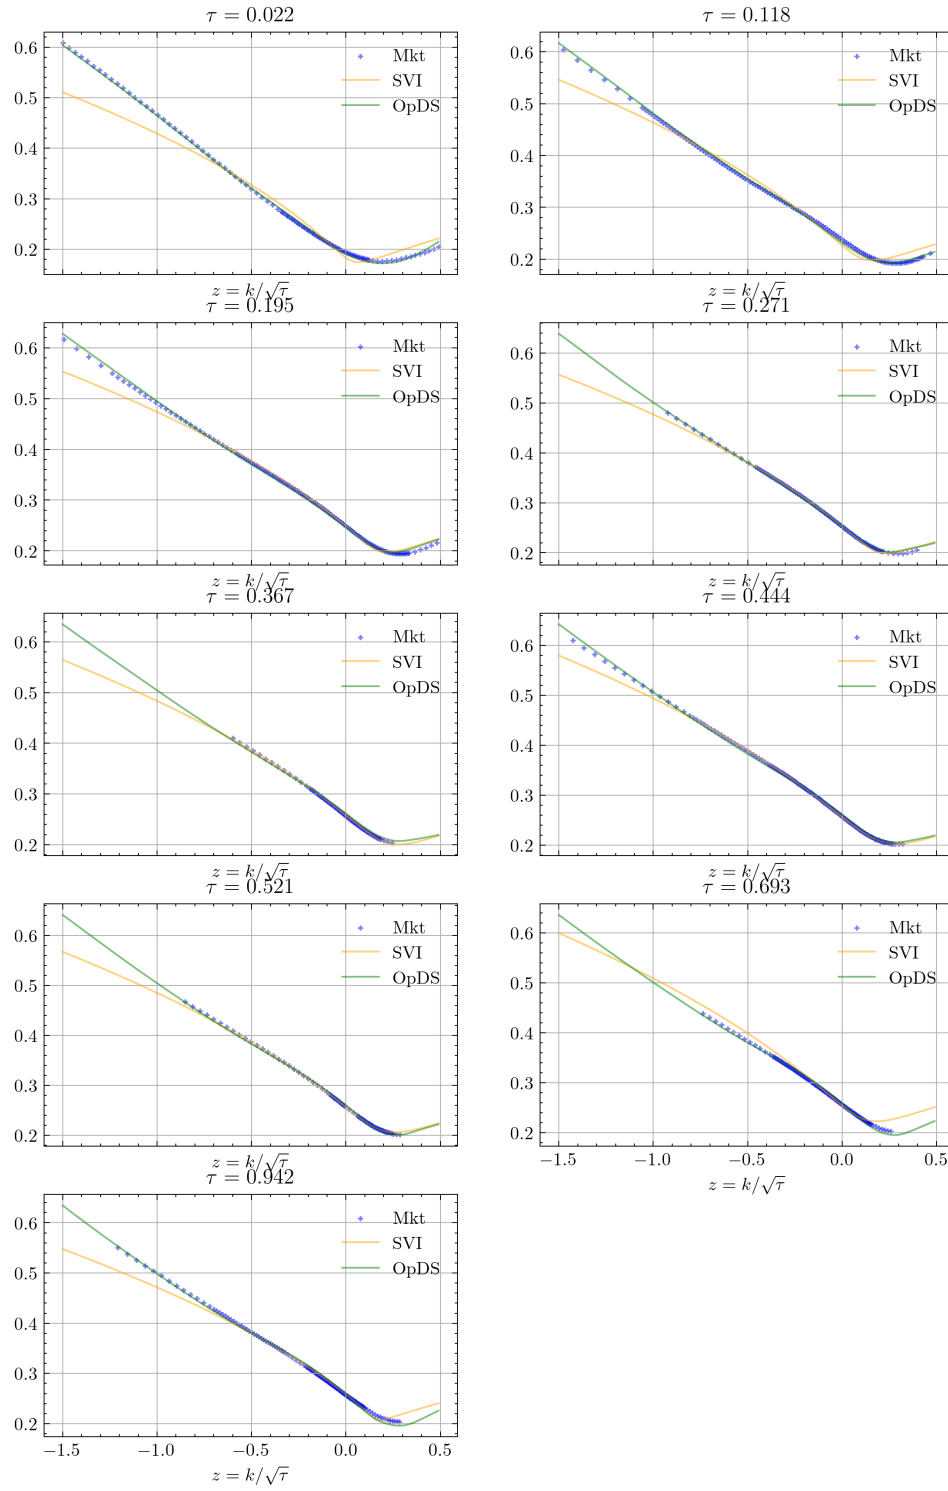 τ = 0.022
0.6
0.5
0.4
0.3
0.2
Mkt
SVI
OpDS
z = k/√τ
τ = 0.118
0.6
0.5
0.4
0.3
0.2
Mkt
SVI
OpDS
z = k/√τ
τ = 0.195
0.6
0.5
0.4
0.3
0.2
Mkt
SVI
OpDS
z = k/√τ
τ = 0.271
0.6
0.5
0.4
0.3
0.2
Mkt
SVI
OpDS
z = k/√τ
τ = 0.367
0.6
0.5
0.4
0.3
0.2
Mkt
SVI
OpDS
z = k/√τ
τ = 0.444
0.6
0.5
0.4
0.3
0.2
Mkt
SVI
OpDS
z = k/√τ
τ = 0.521
0.6
0.5
0.4
0.3
0.2
Mkt
SVI
OpDS
z = k/√τ
τ = 0.693
0.6
0.5
0.4
0.3
0.2
Mkt
SVI
OpDS
−1.5 −1.0 −0.5 0.0 0.5
z = k/√τ
τ = 0.942
0.6
0.5
0.4
0.3
0.2
Mkt
SVI
OpDS
−1.5 −1.0 −0.5 0.0 0.5
z = k/√τ